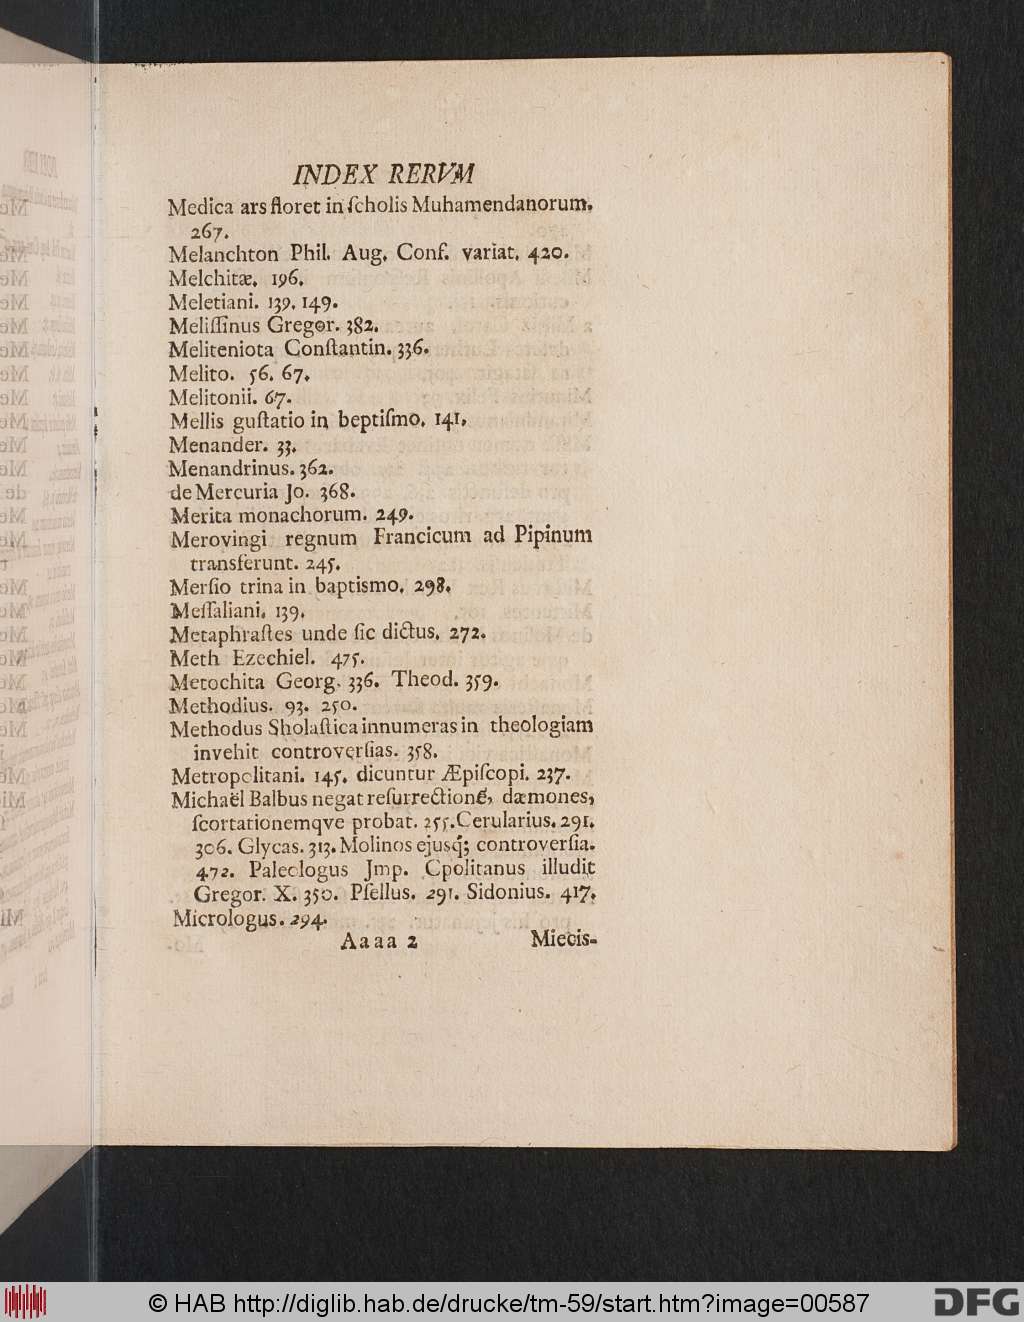 INDEX RERVM
Medica ars floret in ſcholis Muhamendanorum.
267.
Melanchton Phil. Aug. Conf. variat. 420.
Melchitæ. 196.
Meletiani. 139. 149.
Meliſſinus Gregor. 382.
Meliteniota Conſtantin. 336.
Melito. 56. 67.
Melitonii. 67.
Mellis guſtatio in beptiſmo. 141.
Menander. 33.
Menandrinus. 362.
de Mercuria Jo. 368.
Merita monachorum. 249.
Merovingi regnum Francicum ad Pipinum
transferunt. 245.
Merſio trina in baptismo. 298.
Meſſaliani. 139.
Metaphraſtes unde ſic dictus. 272.
Meth Ezechiel. 475.
Metochita Georg. 336. Theod. 359.
Methodius. 93. 250.
Methodus Sholaſtica innumeras in theologiam
invehit controverſias. 358.
Metropolitani. 145. dicuntur Æpiſcopi. 237.
Michaël Balbus negat reſurrectionẽ, dæmones,
ſcortationemqve probat. 255. Cerularius. 291.
306. Glycas. 313. Molinos ejusq́; controverſia.
472. Paleologus Jmp. Cpolitanus illudit
Gregor. X. 350. Pſellus. 291. Sidonius. 417.
Micrologus. 294.
Aaaa 2 Miecis-
© HAB http://diglib.hab.de/drucke/tm-59/start.htm?image=00587
DFG